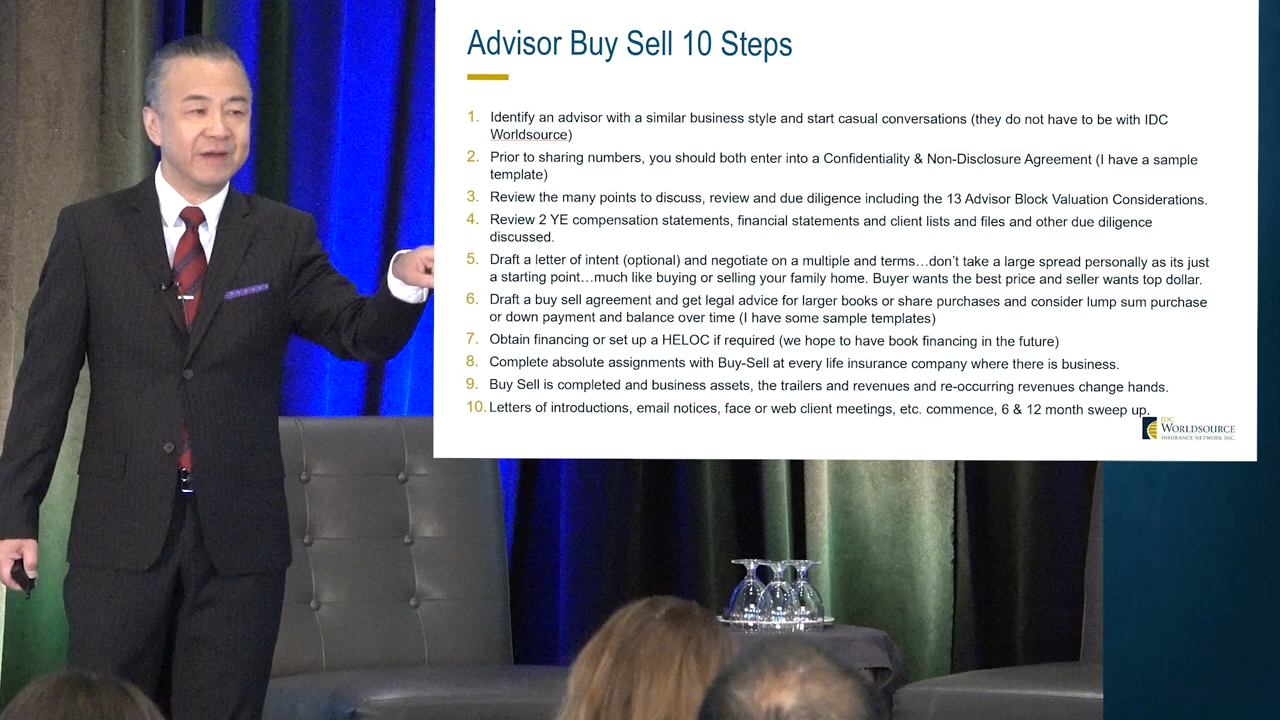 Advisor Buy Sell 10 Steps
1. Identify an advisor with a similar business style and start casual conversations (they do not have to be with IDC
Worldsource)
2. Prior to sharing numbers, you should both enter into a Confidentiality & Non-Disclosure Agreement (I have a sample
template)
3. Review the many points to discuss, review and due diligence including the 13 Advisor Block Valuation Considerations.
4. Review 2 YE compensation statements, financial statements and client lists and files and other due diligence
discussed.
5. Draft a letter of intent (optional) and negotiate on a multiple and terms…don't take a large spread personally as its just
a starting point…much like buying or selling your family home. Buyer wants the best price and seller wants top dollar.
6. Draft a buy sell agreement and get legal advice for larger books or share purchases and consider lump sum purchase
or down payment and balance over time (I have some sample templates)
7. Obtain financing or set up a HELOC if required (we hope to have book financing in the future)
8. Complete absolute assignments with Buy-Sell at every life insurance company where there is business.
9. Buy Sell is completed and business assets, the trailers and revenues and re-occurring revenues change hands.
10. Letters of introductions, email notices, face or web client meetings, etc. commence, 6 & 12 month sweep up.
IDC
WORLDSOURCE
INSURANCE NETWORK INC.